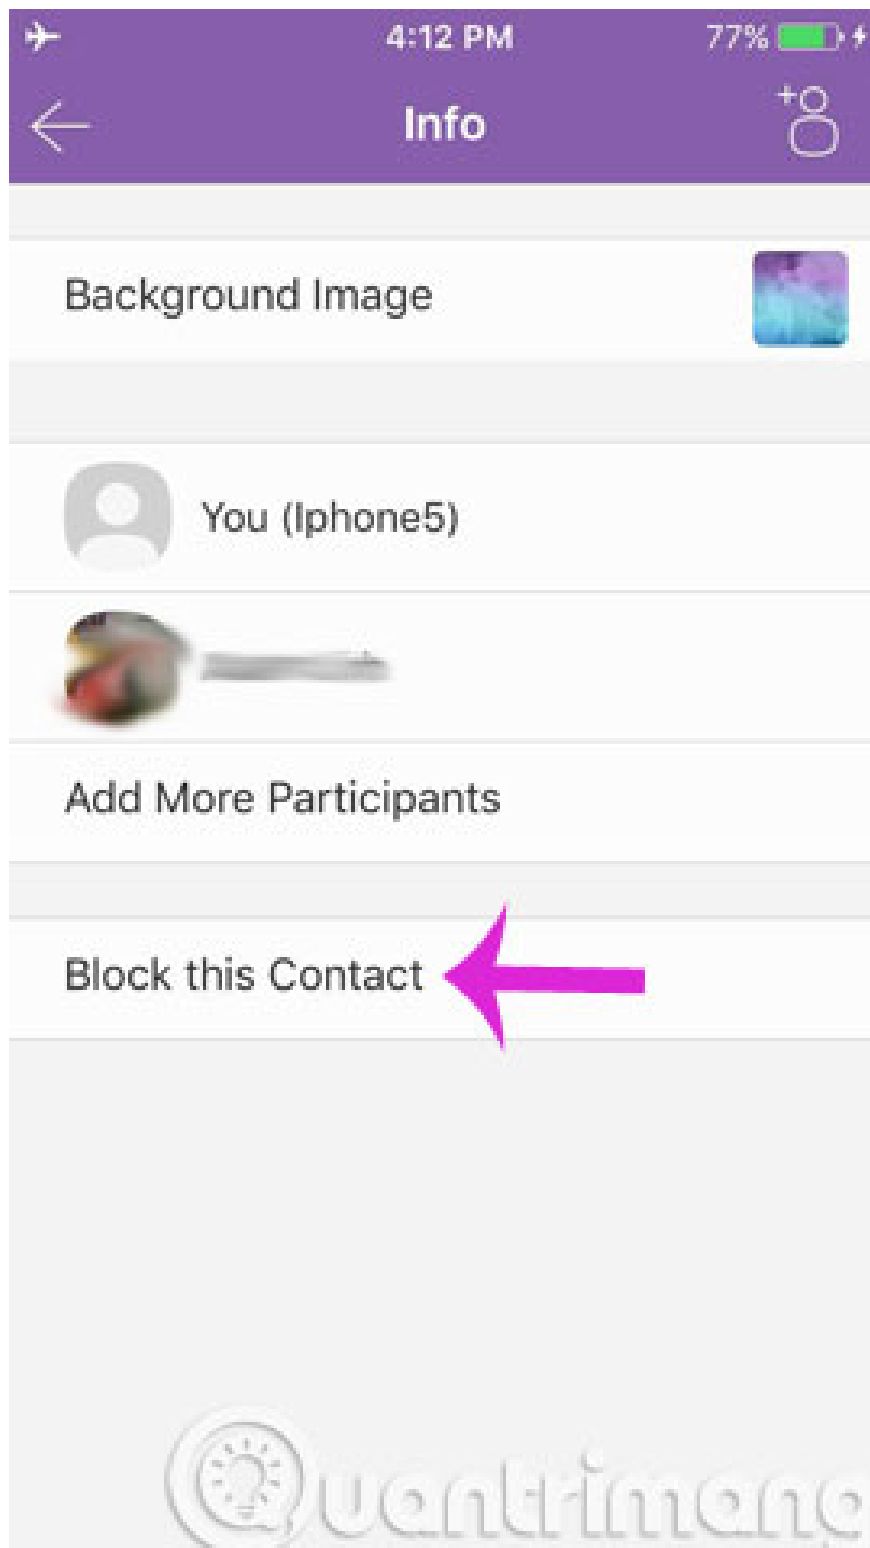 4:12 PM
77%
Info
Background Image
You (Iphone5)
Add More Participants
Block this Contact
Quantrimang